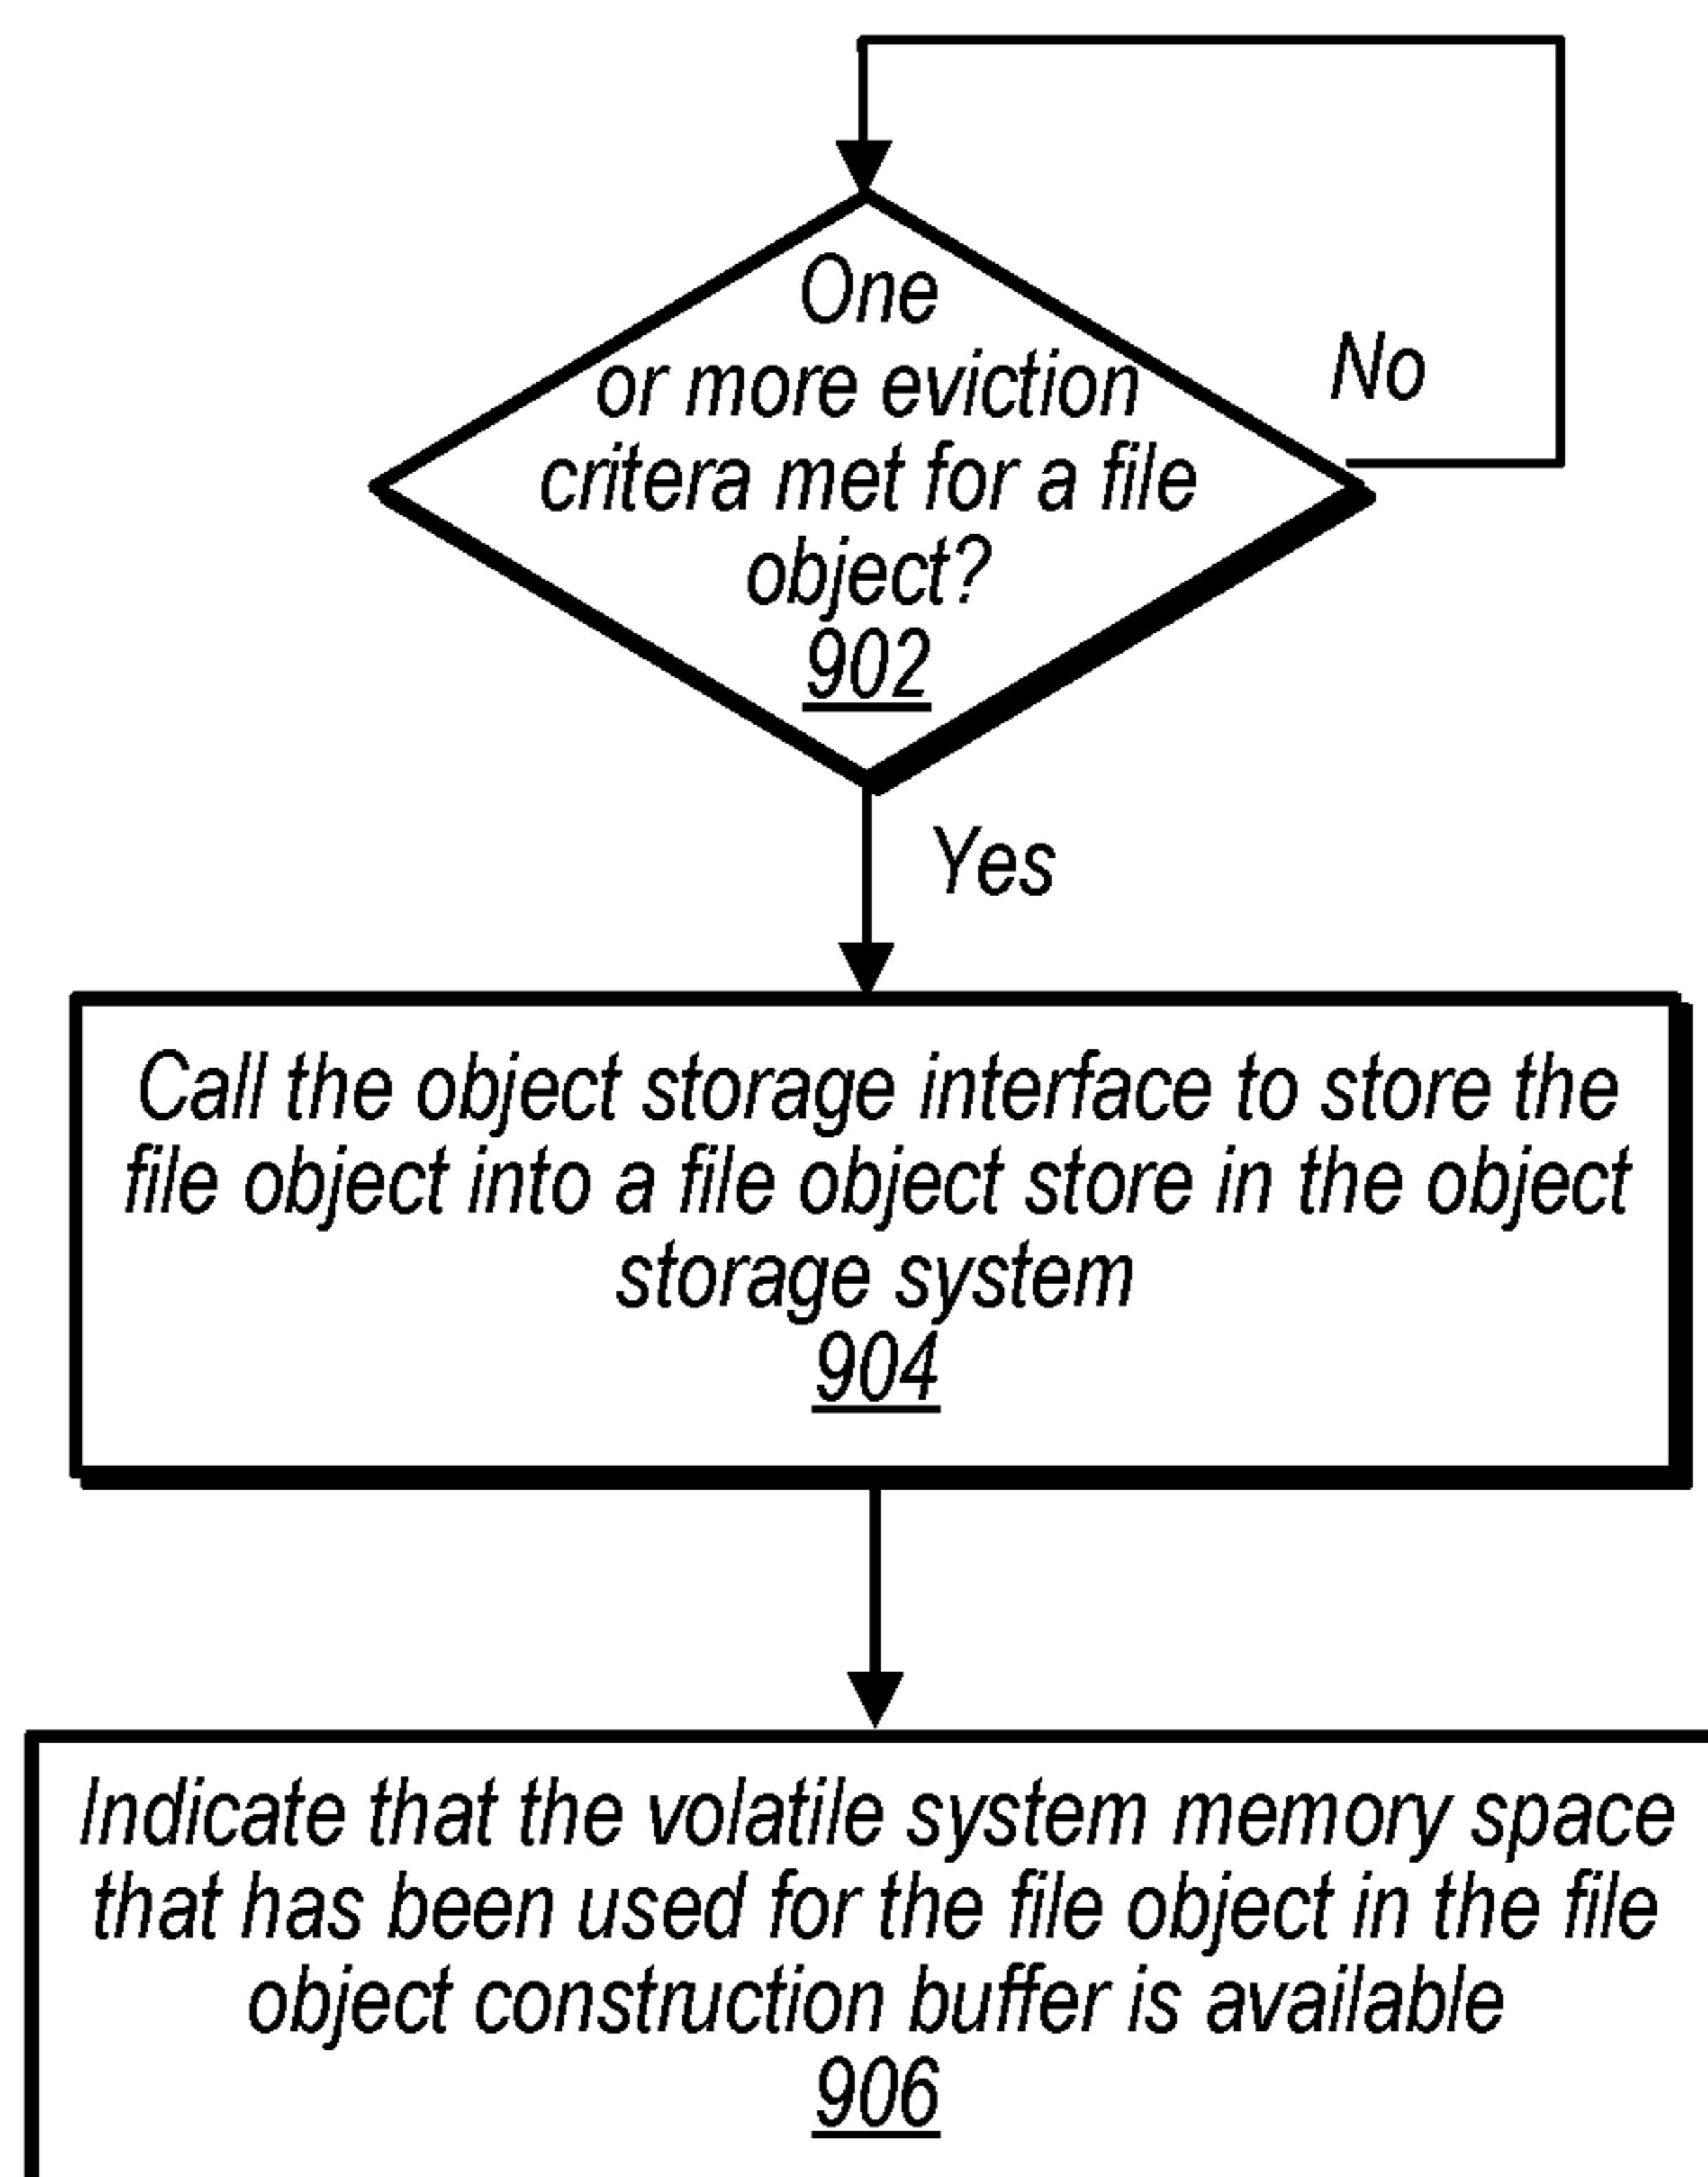 One
or more eviction
critera met for a file
object?
902
No
Yes
Call the object storage interface to store the
file object into a file object store in the object
storage system
904
Indicate that the volatile system memory space
that has been used for the file object in the file
object construction buffer is available
906